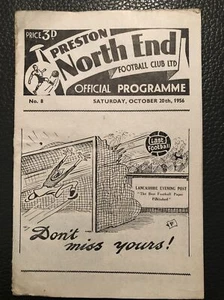 PRICE 3D
PRESTON
North End
FOOTBALL CLUB LTD
OFFICIAL PROGRAMME
No. 8
SATURDAY, OCTOBER 20th, 1956
LANCASHIRE EVENING POST
"The Best Football Paper
Published"
Don't miss yours!